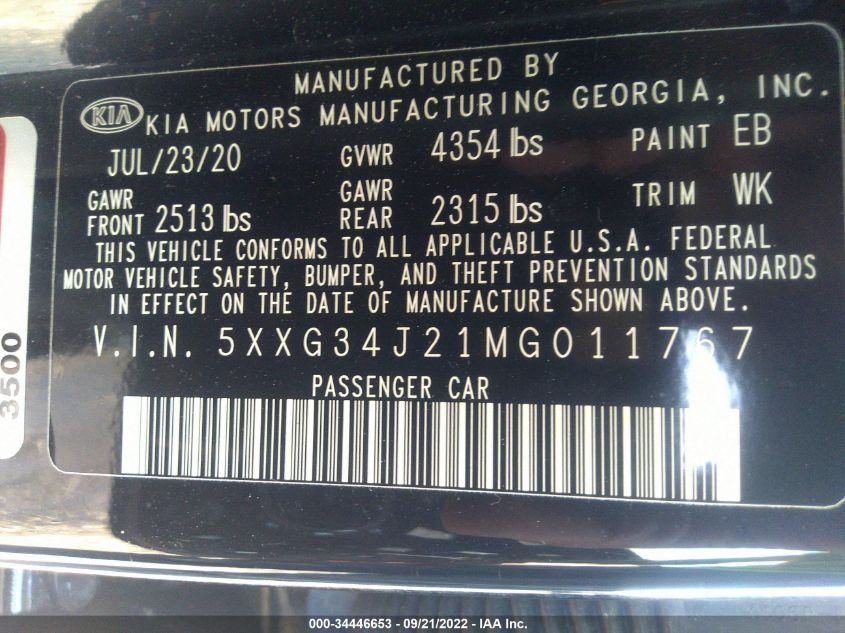 MANUFACTURED BY
KIA KIA MOTORS MANUFACTURING GEORGIA, INC.
JUL/23/20 GVWR 4354 lbs PAINT EB
GAWR FRONT 2513 lbs GAWR REAR 2315 lbs TRIM WK
THIS VEHICLE CONFORMS TO ALL APPLICABLE U.S.A. FEDERAL
MOTOR VEHICLE SAFETY, BUMPER, AND THEFT PREVENTION STANDARDS
IN EFFECT ON THE DATE OF MANUFACTURE SHOWN ABOVE.
V.I.N. 5XXG34J21MG011767
PASSENGER CAR
3500
000-34446653 - 09/21/2022 - IAA Inc.